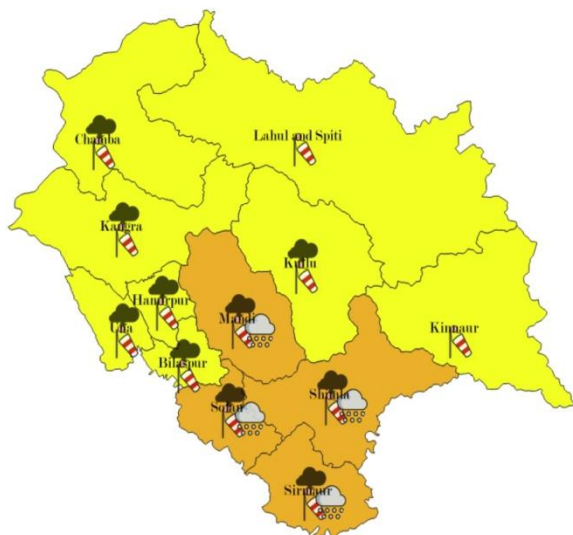 Chamba
Lahul and Spiti
Kangra
Kullu
Hamirpur
Una
Mandi
Kinnaur
Bilaspur
Solan
Shimla
Sirmaur